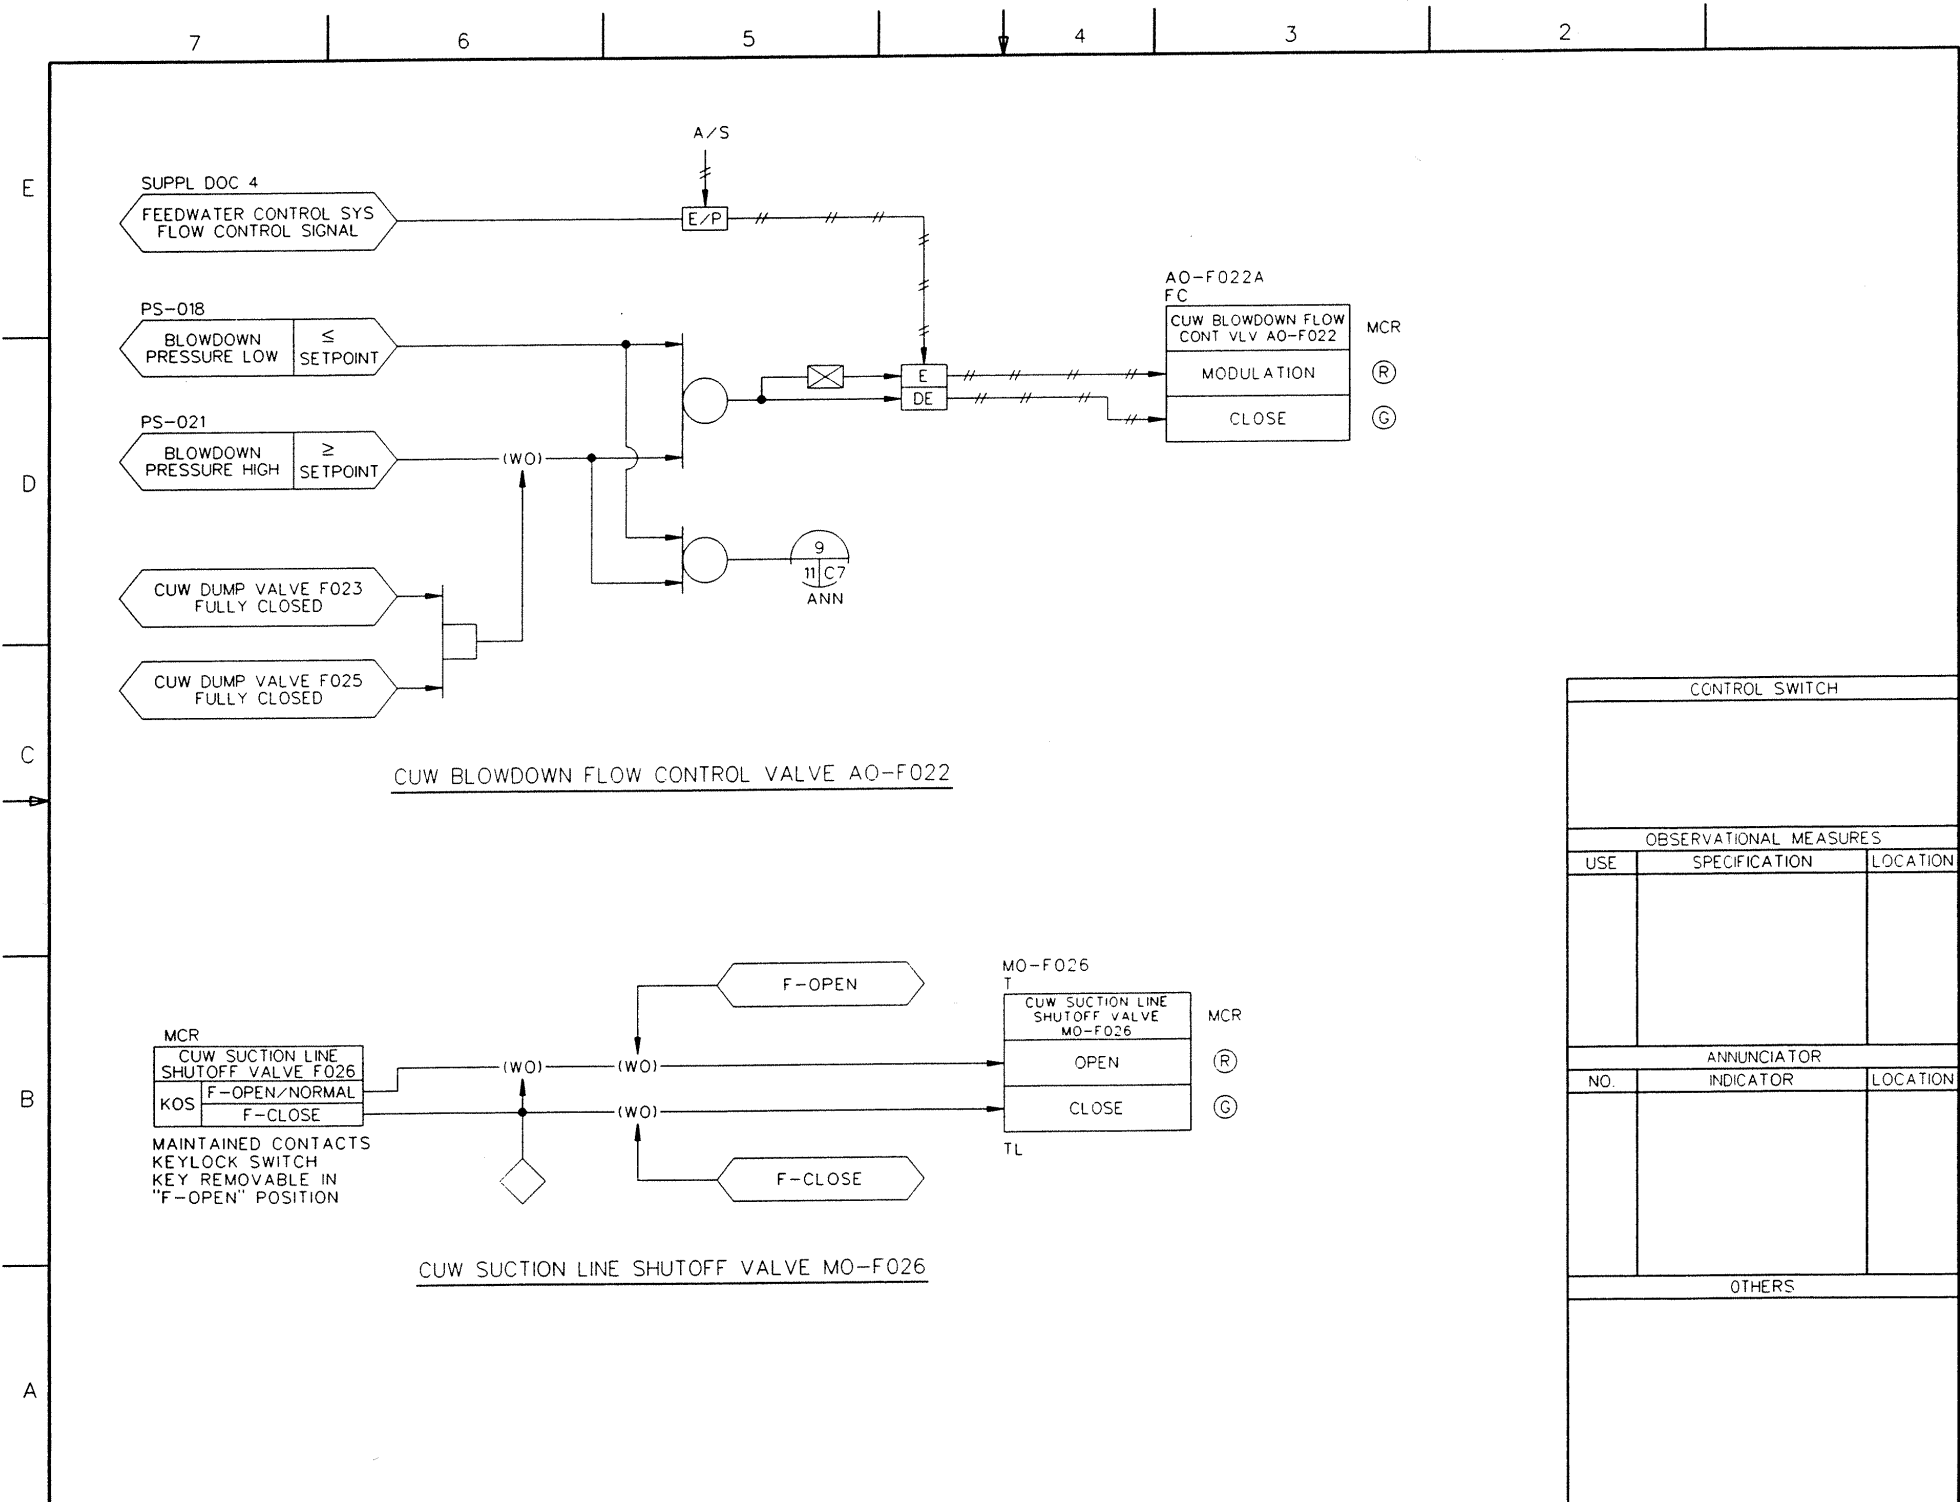 7 6 5 4 3 2
E
D
C
B
A
A/S
SUPPL DOC 4
FEEDWATER CONTROL SYS
FLOW CONTROL SIGNAL
E/P
PS-018
BLOWDOWN
PRESSURE LOW
≤
SETPOINT
PS-021
BLOWDOWN
PRESSURE HIGH
≥
SETPOINT
(WO)
E
DE
AO-F022A
FC
CUW BLOWDOWN FLOW
CONT VLV AO-F022
MCR
MODULATION
R
CLOSE
G
9
11 C7
ANN
CUW DUMP VALVE F023
FULLY CLOSED
CUW DUMP VALVE F025
FULLY CLOSED
CUW BLOWDOWN FLOW CONTROL VALVE AO-F022
F-OPEN
MCR
CUW SUCTION LINE
SHUTOFF VALVE F026
KOS
F-OPEN/NORMAL
F-CLOSE
MAINTAINED CONTACTS
KEYLOCK SWITCH
KEY REMOVABLE IN
"F-OPEN" POSITION
(WO) (WO)
(WO)
F-CLOSE
MO-F026
T
CUW SUCTION LINE
SHUTOFF VALVE
MO-F026
MCR
OPEN
R
CLOSE
G
TL
CUW SUCTION LINE SHUTOFF VALVE MO-F026
CONTROL SWITCH
OBSERVATIONAL MEASURES
USE SPECIFICATION LOCATION
ANNUNCIATOR
NO. INDICATOR LOCATION
OTHERS